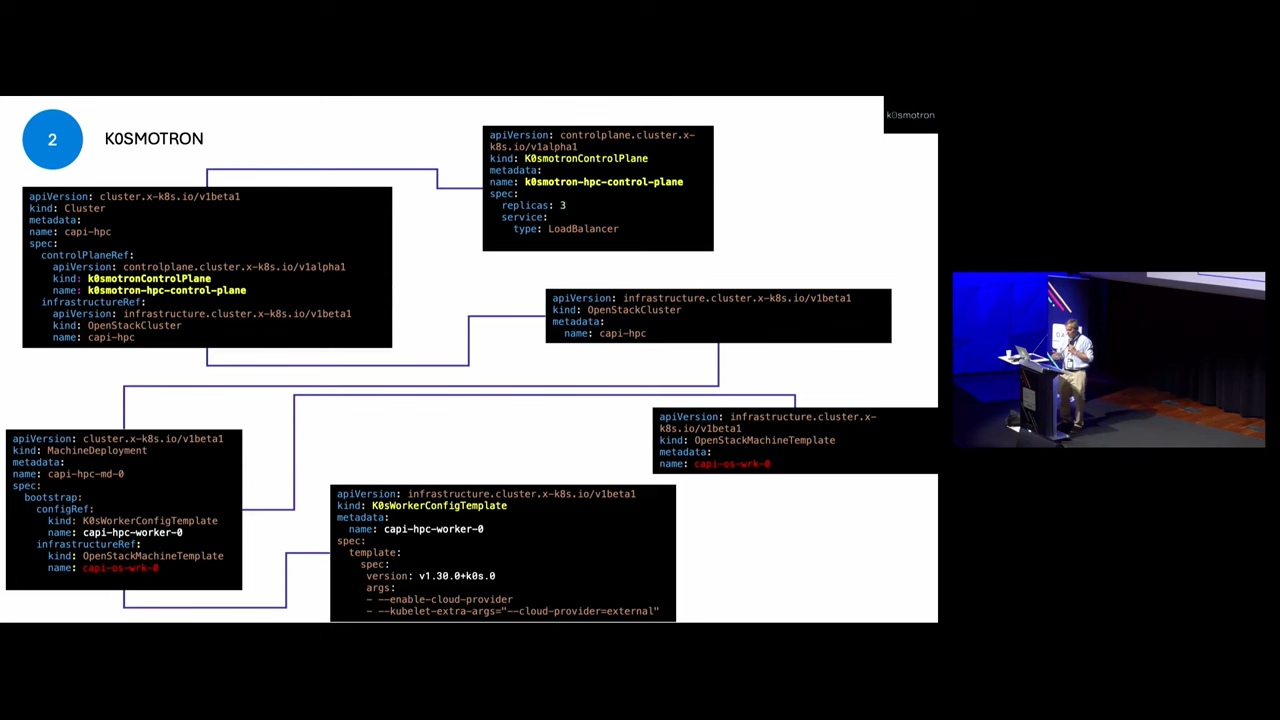 2
K0SMOTRON
k0smotron
apiVersion: controlplane.cluster.x-
k8s.io/v1alpha1
kind: K0smotronControlPlane
metadata:
name: k0smotron-hpc-control-plane
spec:
replicas: 3
service:
type: LoadBalancer
apiVersion: cluster.x-k8s.io/v1beta1
kind: Cluster
metadata:
name: capi-hpc
spec:
controlPlaneRef:
apiVersion: controlplane.cluster.x-k8s.io/v1alpha1
kind: k0smotronControlPlane
name: k0smotron-hpc-control-plane
infrastructureRef:
apiVersion: infrastructure.cluster.x-k8s.io/v1beta1
kind: OpenStackCluster
name: capi-hpc
apiVersion: infrastructure.cluster.x-k8s.io/v1beta1
kind: OpenStackCluster
metadata:
name: capi-hpc
apiVersion: infrastructure.cluster.x-
k8s.io/v1beta1
kind: OpenStackMachineTemplate
metadata:
name: capi-os-wrk-0
apiVersion: cluster.x-k8s.io/v1beta1
kind: MachineDeployment
metadata:
name: capi-hpc-md-0
spec:
bootstrap:
configRef:
kind: K0sWorkerConfigTemplate
name: capi-hpc-worker-0
infrastructureRef:
kind: OpenStackMachineTemplate
name: capi-os-wrk-0
apiVersion: infrastructure.cluster.x-k8s.io/v1beta1
kind: K0sWorkerConfigTemplate
metadata:
name: capi-hpc-worker-0
spec:
template:
spec:
version: v1.30.0+k0s.0
args:
- --enable-cloud-provider
- --kubelet-extra-args="--cloud-provider=external"